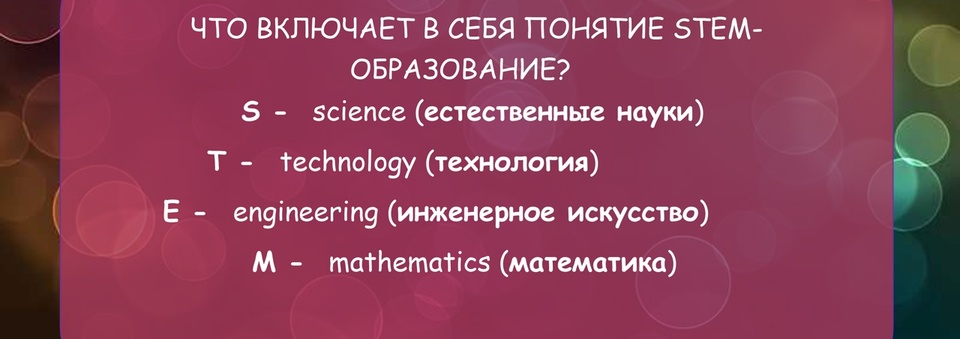 ЧТО ВКЛЮЧАЕТ В СЕБЯ ПОНЯТИЕ STEM-
ОБРАЗОВАНИЕ?
S - science (естественные науки)
T - technology (технология)
E - engineering (инженерное искусство)
M - mathematics (математика)